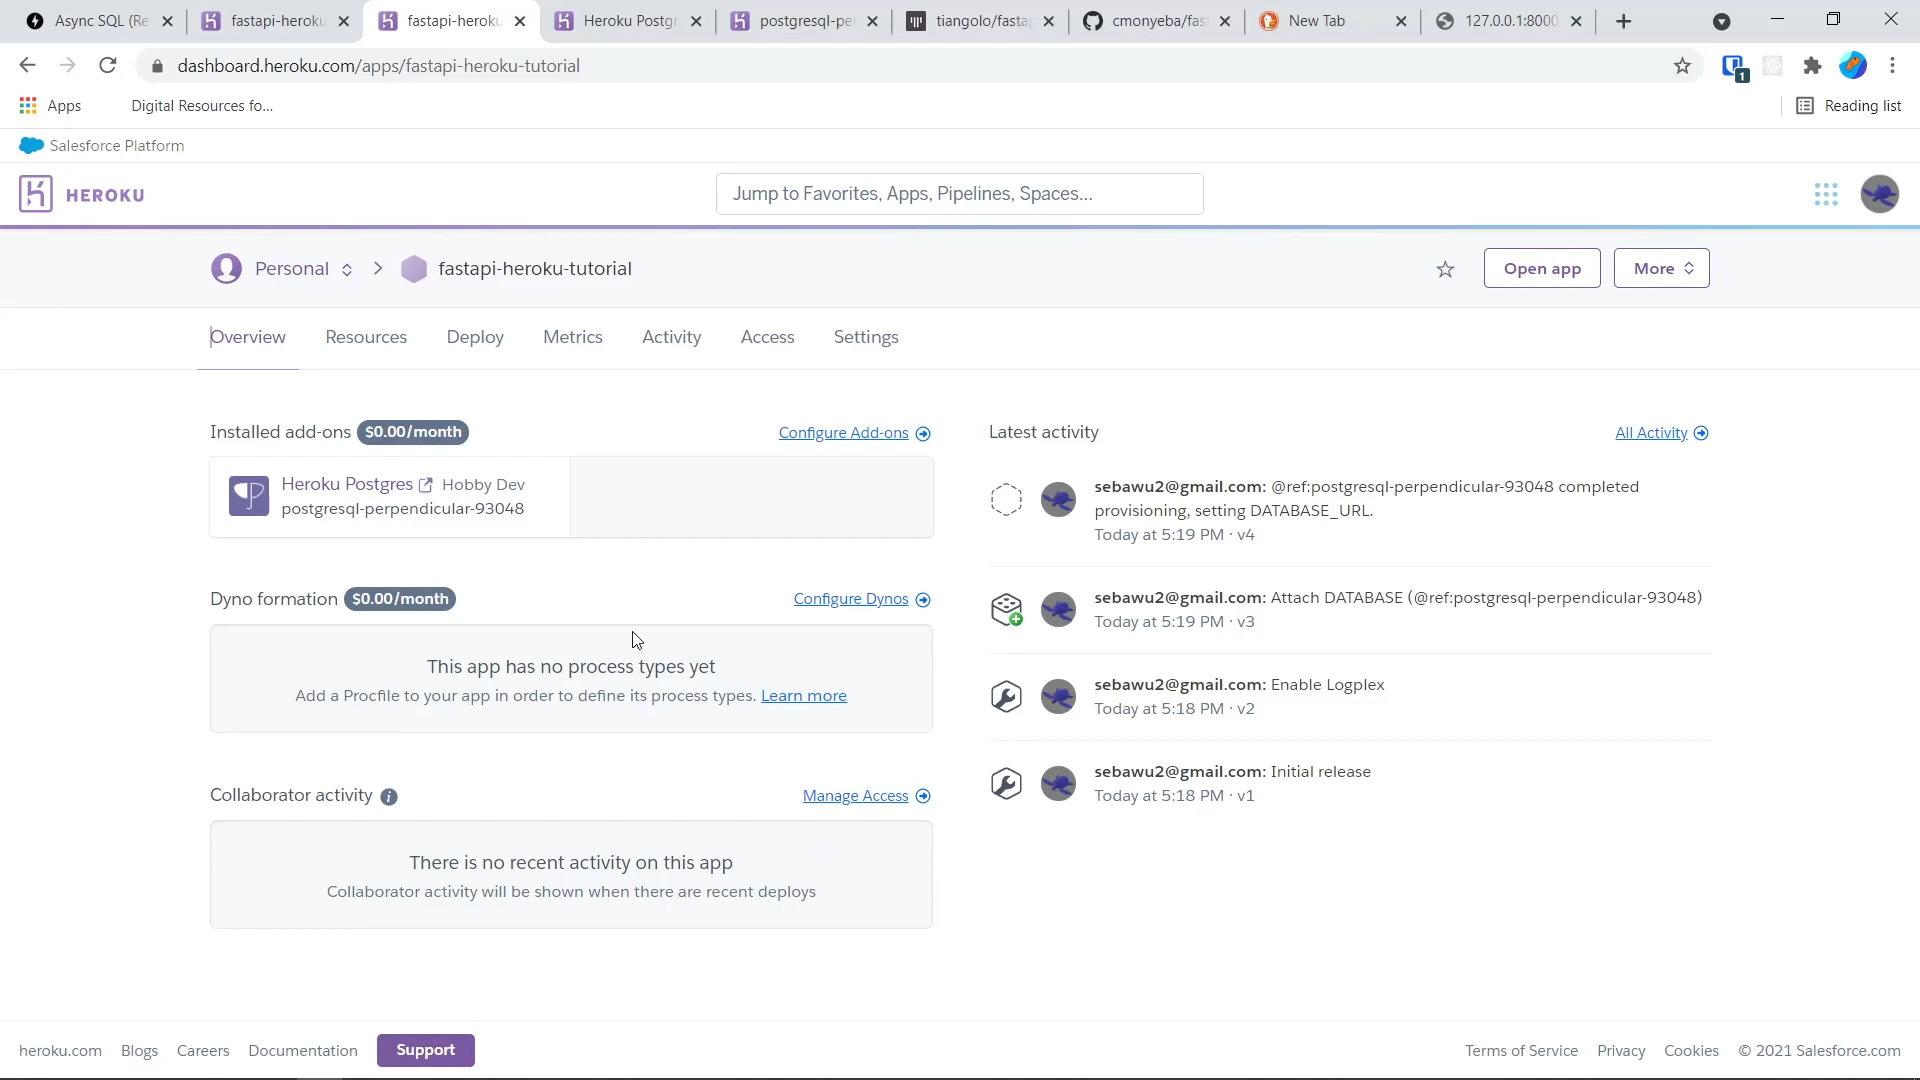 Async SQL (Re
fastapi-heroku
fastapi-heroku
Heroku Postgr
postgresql-pe
tiangolo/fasta
cmonyeba/fast
New Tab
127.0.0.1:8000
dashboard.heroku.com/apps/fastapi-heroku-tutorial
1
Apps
Digital Resources fo...
Reading list
Salesforce Platform
HEROKU
Jump to Favorites, Apps, Pipelines, Spaces...
Personal
fastapi-heroku-tutorial
Open app
More
Overview
Resources
Deploy
Metrics
Activity
Access
Settings
Installed add-ons $0.00/month
Configure Add-ons
Heroku Postgres Hobby Dev
postgresql-perpendicular-93048
Dyno formation $0.00/month
Configure Dynos
This app has no process types yet
Add a Procfile to your app in order to define its process types. Learn more
Collaborator activity i
Manage Access
There is no recent activity on this app
Collaborator activity will be shown when there are recent deploys
Latest activity
All Activity
sebawu2@gmail.com: @ref:postgresql-perpendicular-93048 completed
provisioning, setting DATABASE_URL.
Today at 5:19 PM · v4
sebawu2@gmail.com: Attach DATABASE (@ref:postgresql-perpendicular-93048)
Today at 5:19 PM · v3
sebawu2@gmail.com: Enable Logplex
Today at 5:18 PM · v2
sebawu2@gmail.com: Initial release
Today at 5:18 PM · v1
heroku.com
Blogs
Careers
Documentation
Support
Terms of Service
Privacy
Cookies
© 2021 Salesforce.com